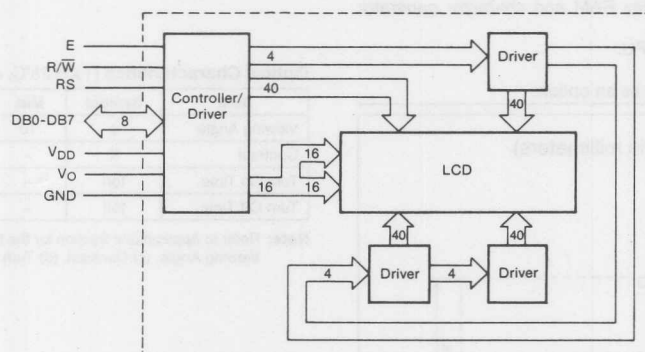 E
R/W̅
RS
DB0-DB7
8
VDD
VO
GND
Controller/
Driver
4
40
16
16
16
Driver
40
LCD
40
40
4
Driver
4
Driver